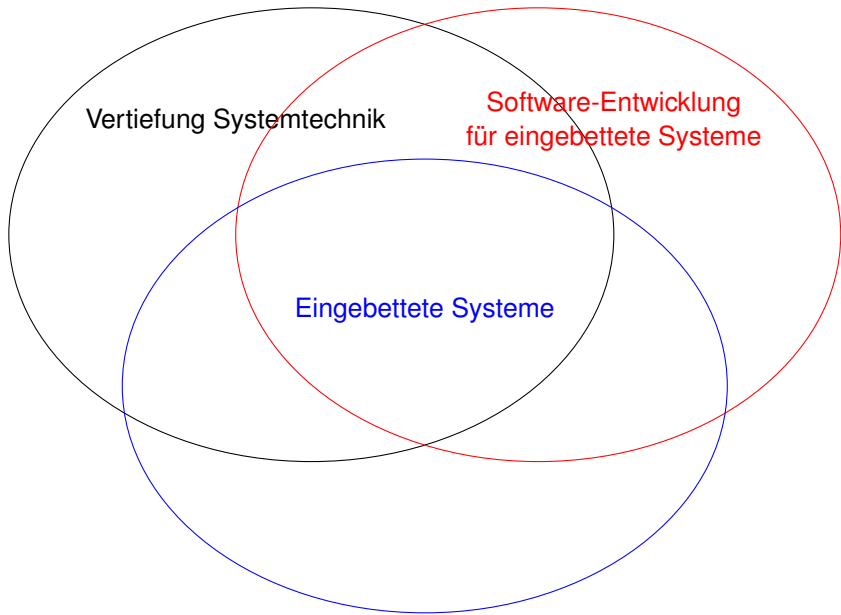 Vertiefung Systemtechnik
Software-Entwicklung
für eingebettete Systeme
Eingebettete Systeme